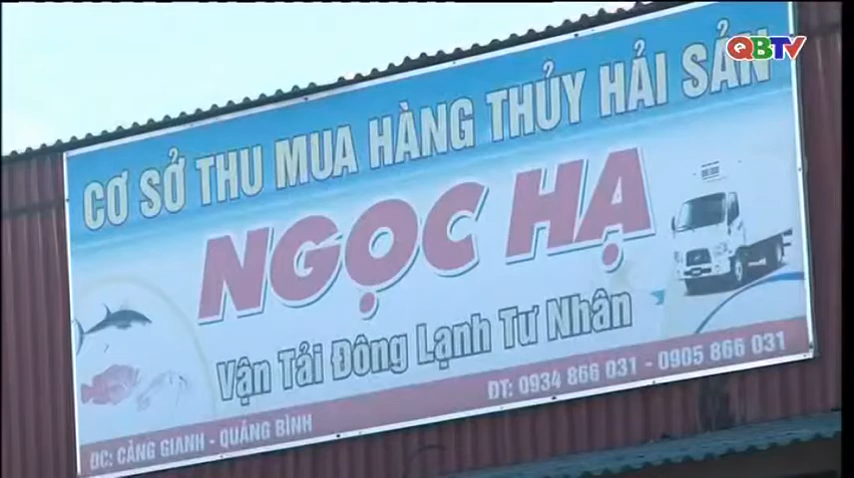 QBTV
CƠ SỞ THU MUA HÀNG THỦY HẢI SẢN
NGỌC HẠ
Vận Tải Đông Lạnh Tư Nhân
ĐT: 0934 866 031 - 0905 866 031
ĐC: CẢNG GIANH - QUẢNG BÌNH